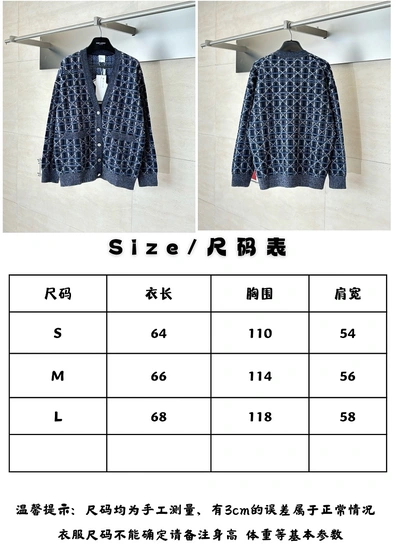 Size/尺码表
尺码 衣长 胸围 肩宽
S 64 110 54
M 66 114 56
L 68 118 58
温馨提示：尺码均为手工测量、有3cm的误差属于正常情况
衣服尺码不能确定请备注身高 体重等基本参数